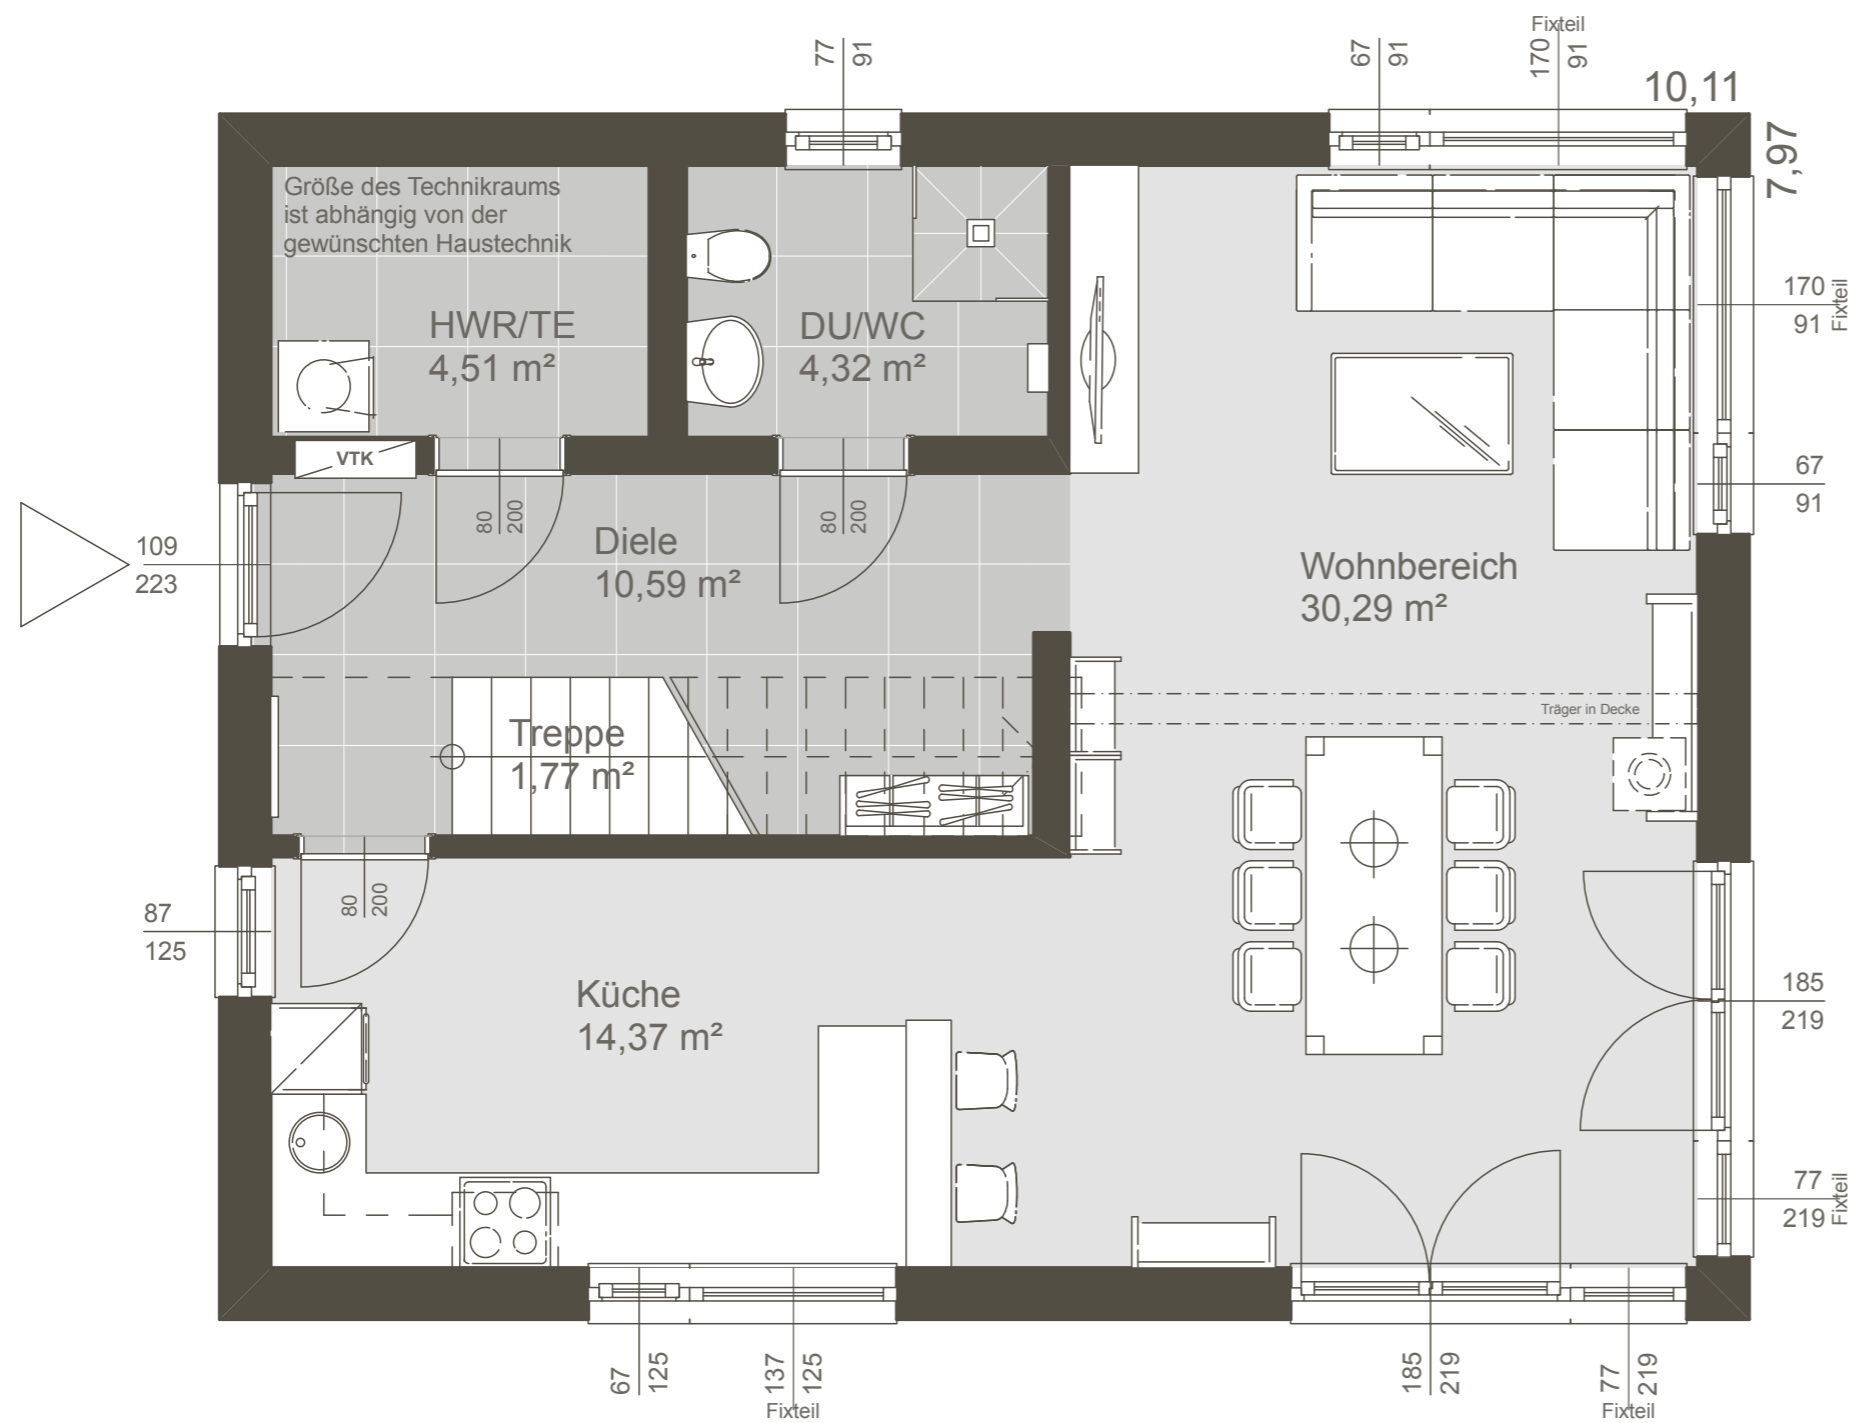 Fixteil
77
91
67
91
170
91
10,11
7,97
Größe des Technikraums
ist abhängig von der
gewünschten Haustechnik
HWR/TE
4,51 m²
DU/WC
4,32 m²
170
91
Fixteil
VTK
67
91
80
200
80
200
109
223
Diele
10,59 m²
Wohnbereich
30,29 m²
Träger in Decke
Treppe
1,77 m²
80
200
87
125
Küche
14,37 m²
185
219
77
219
Fixteil
67
125
137
125
Fixteil
185
219
77
219
Fixteil